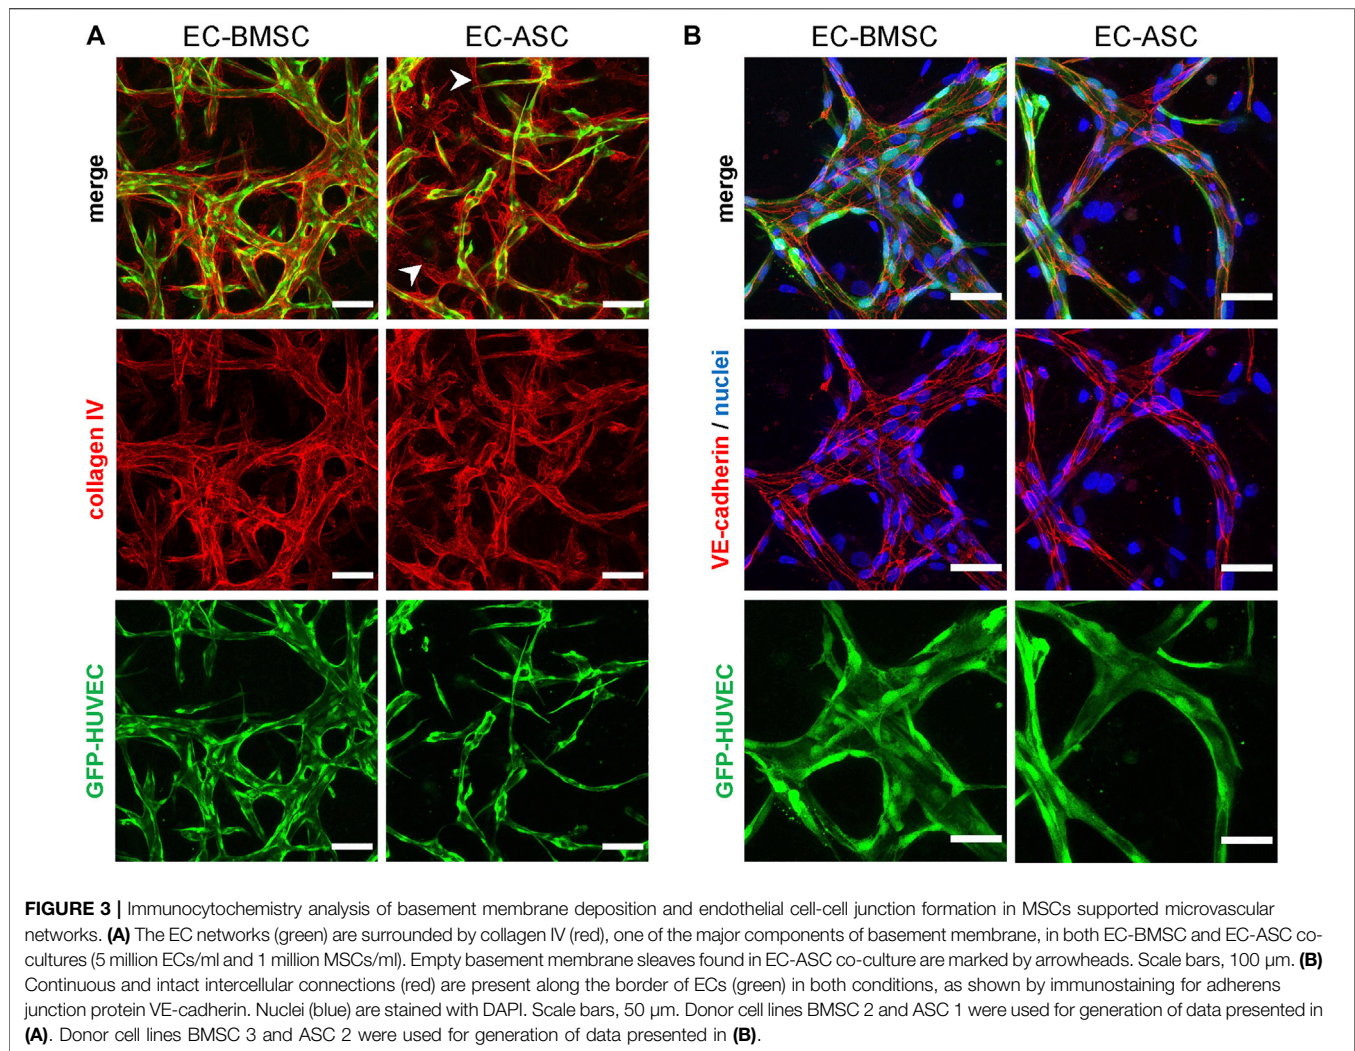 A EC-BMSC EC-ASC B EC-BMSC EC-ASC
merge
merge
collagen IV
VE-cadherin / nuclei
GFP-HUVEC
GFP-HUVEC
FIGURE 3 | Immunocytochemistry analysis of basement membrane deposition and endothelial cell-cell junction formation in MSCs supported microvascular
networks. (A) The EC networks (green) are surrounded by collagen IV (red), one of the major components of basement membrane, in both EC-BMSC and EC-ASC co-
cultures (5 million ECs/ml and 1 million MSCs/ml). Empty basement membrane sleaves found in EC-ASC co-culture are marked by arrowheads. Scale bars, 100 µm. (B)
Continuous and intact intercellular connections (red) are present along the border of ECs (green) in both conditions, as shown by immunostaining for adherens
junction protein VE-cadherin. Nuclei (blue) are stained with DAPI. Scale bars, 50 µm. Donor cell lines BMSC 2 and ASC 1 were used for generation of data presented in
(A). Donor cell lines BMSC 3 and ASC 2 were used for generation of data presented in (B).